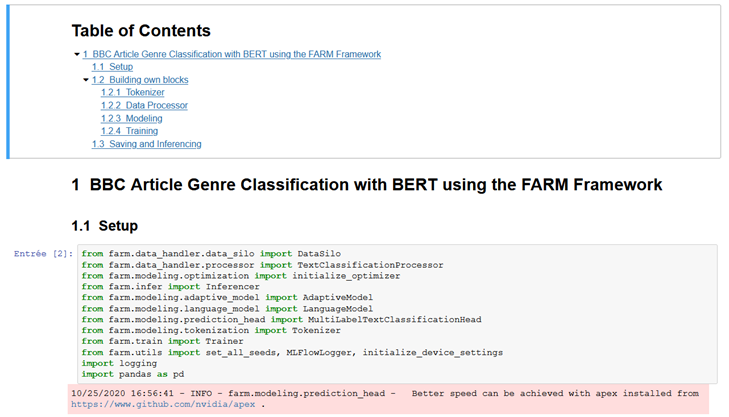 Table of Contents
1 BBC Article Genre Classification with BERT using the FARM Framework
1.1 Setup
1.2 Building own blocks
1.2.1 Tokenizer
1.2.2 Data Processor
1.2.3 Modeling
1.2.4 Training
1.3 Saving and Inferencing
1 BBC Article Genre Classification with BERT using the FARM Framework
1.1 Setup
Entrée [2]: from farm.data_handler.data_silo import DataSilo
from farm.data_handler.processor import TextClassificationProcessor
from farm.modeling.optimization import initialize_optimizer
from farm.infer import Inferencer
from farm.modeling.adaptive_model import AdaptiveModel
from farm.modeling.language_model import LanguageModel
from farm.modeling.prediction_head import MultiLabelTextClassificationHead
from farm.modeling.tokenization import Tokenizer
from farm.train import Trainer
from farm.utils import set_all_seeds, MLFlowLogger, initialize_device_settings
import logging
import pandas as pd
10/25/2020 16:56:41 - INFO - farm.modeling.prediction_head - Better speed can be achieved with apex installed from
https://www.github.com/nvidia/apex .